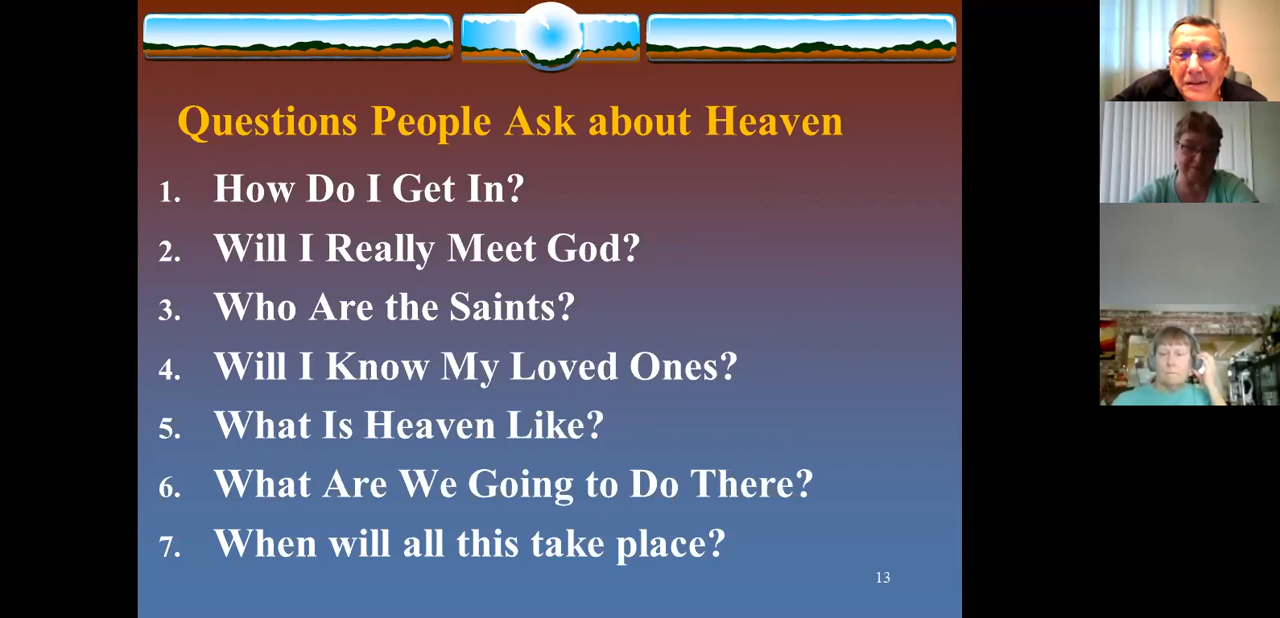 Questions People Ask about Heaven
1. How Do I Get In?
2. Will I Really Meet God?
3. Who Are the Saints?
4. Will I Know My Loved Ones?
5. What Is Heaven Like?
6. What Are We Going to Do There?
7. When will all this take place?
13